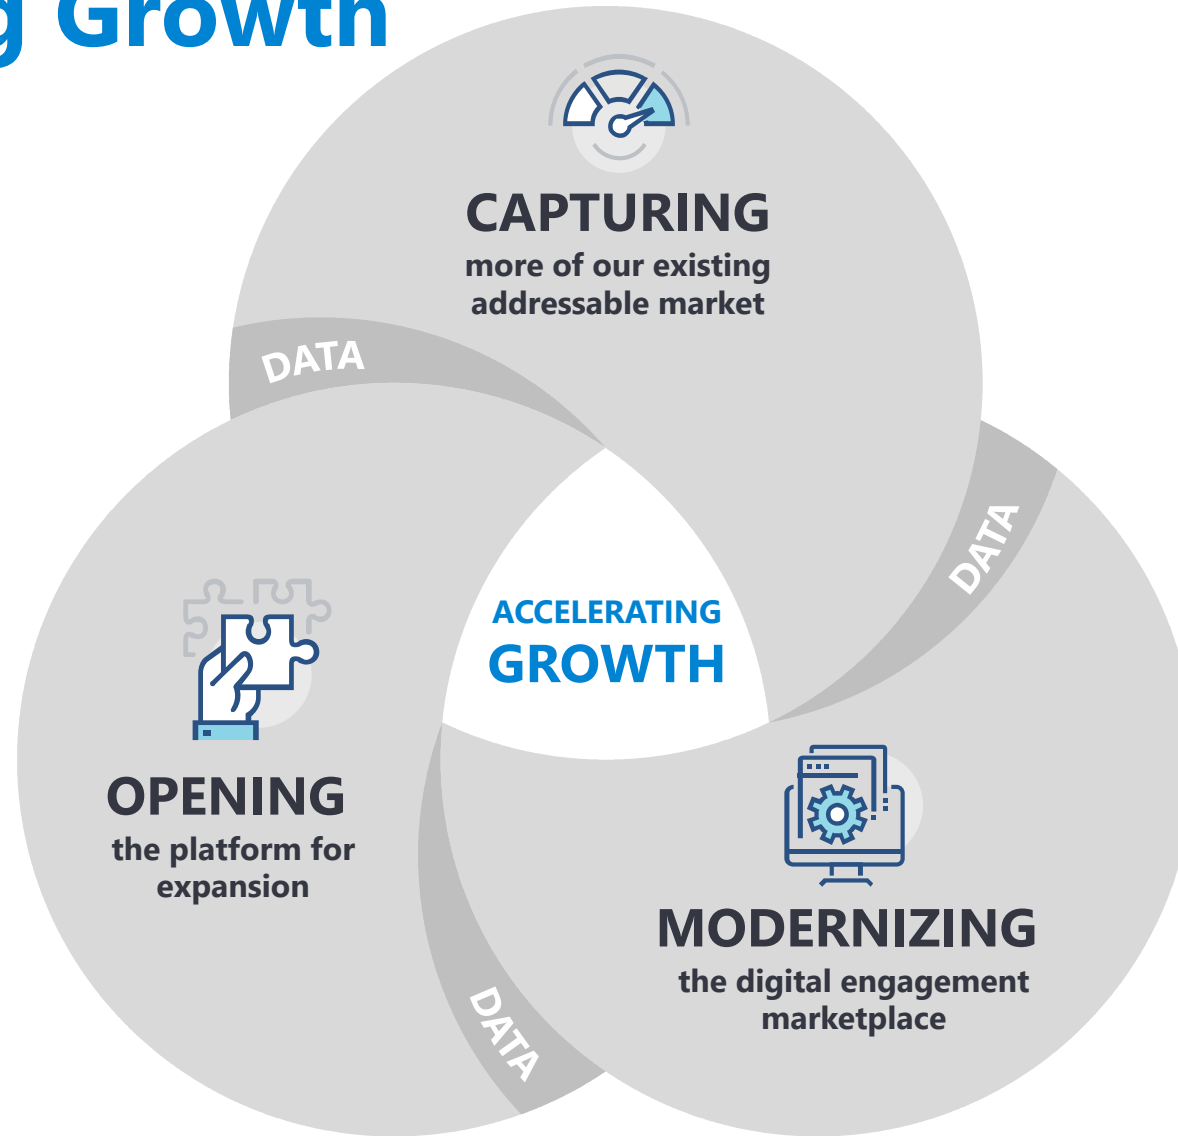 g Growth
CAPTURING
more of our existing
addressable market
DATA
DATA
ACCELERATING
GROWTH
OPENING
the platform for
expansion
MODERNIZING
the digital engagement
marketplace
DATA